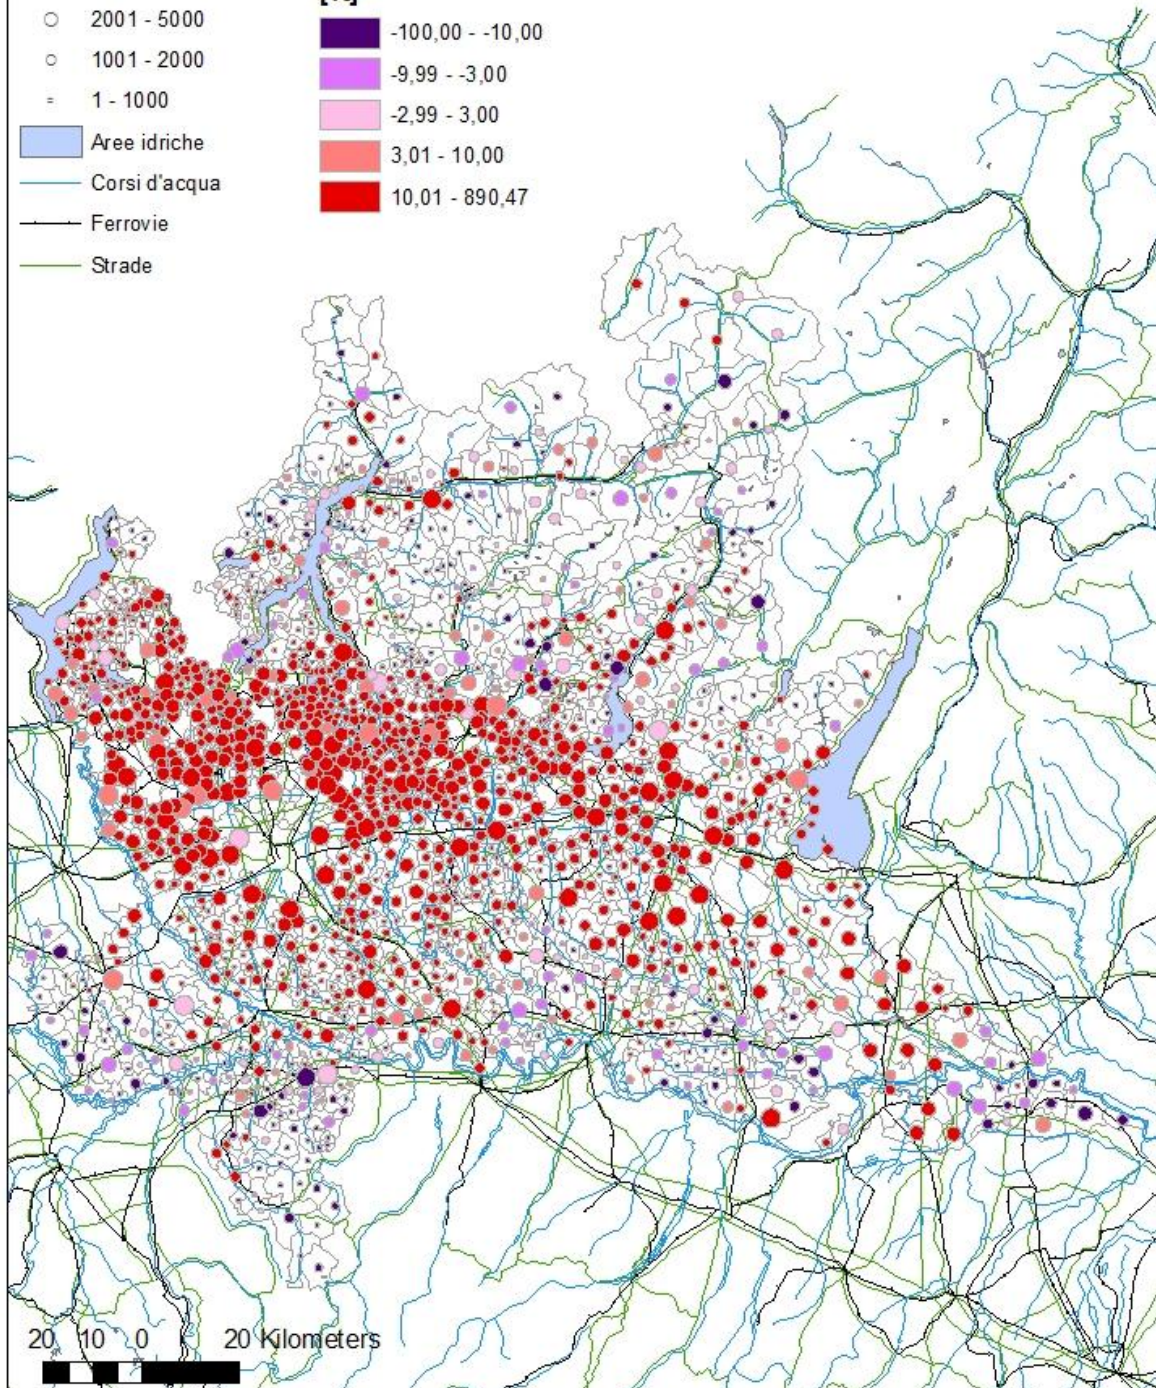 2001 - 5000
1001 - 2000
1 - 1000
Aree idriche
Corsi d'acqua
Ferrovie
Strade
[%]
-100,00 - -10,00
-9,99 - -3,00
-2,99 - 3,00
3,01 - 10,00
10,01 - 890,47
20 10 0 20 Kilometers